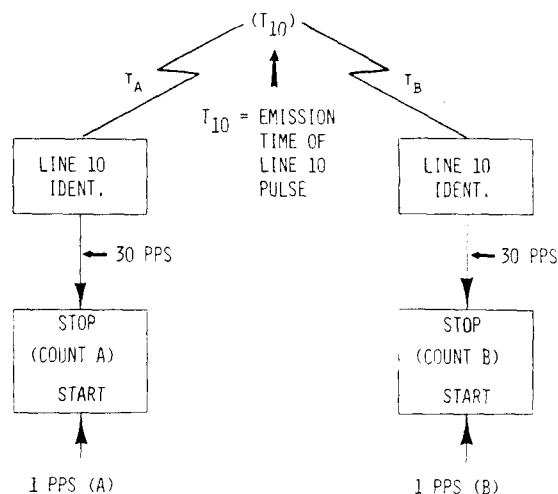 (T10)
TA
TB
T10 = EMISSION
TIME OF
LINE 10
PULSE
LINE 10
IDENT.
LINE 10
IDENT.
30 PPS
30 PPS
STOP
(COUNT A)
START
STOP
(COUNT B)
START
1 PPS (A)
1 PPS (B)